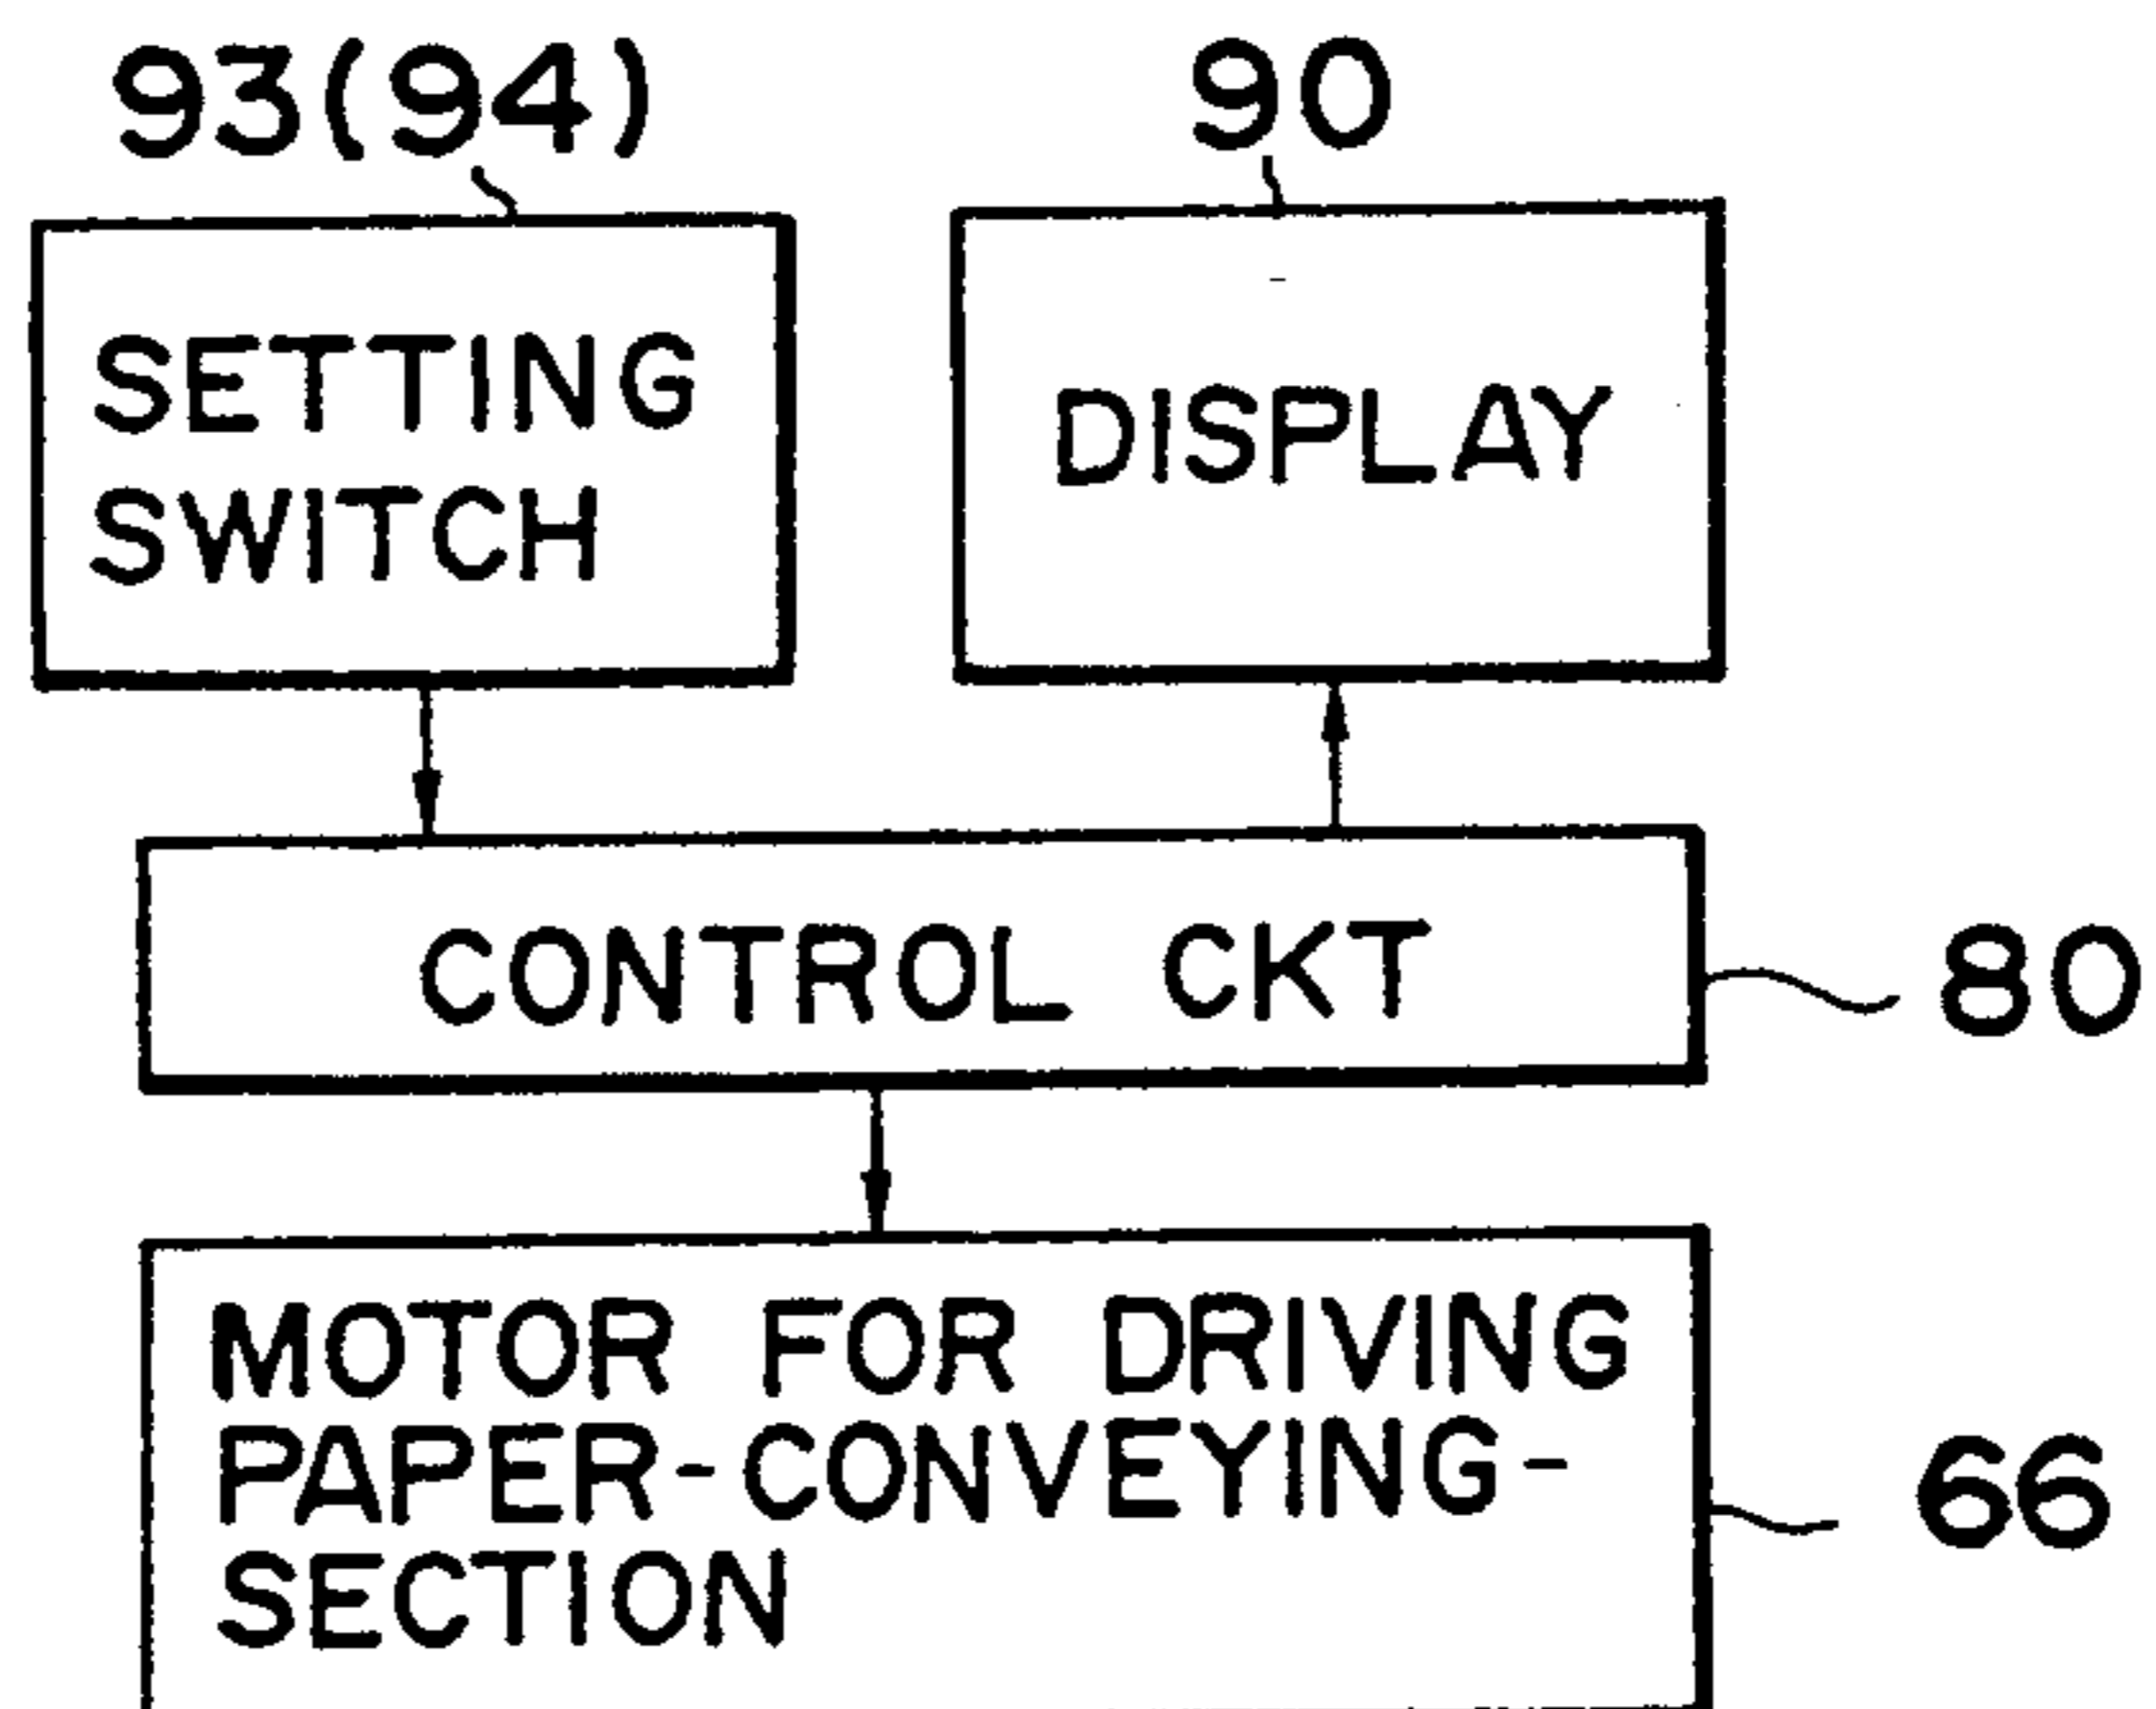 93(94)
90
SETTING
SWITCH
DISPLAY
CONTROL CKT
80
MOTOR FOR DRIVING
PAPER-CONVEYING-
SECTION
66